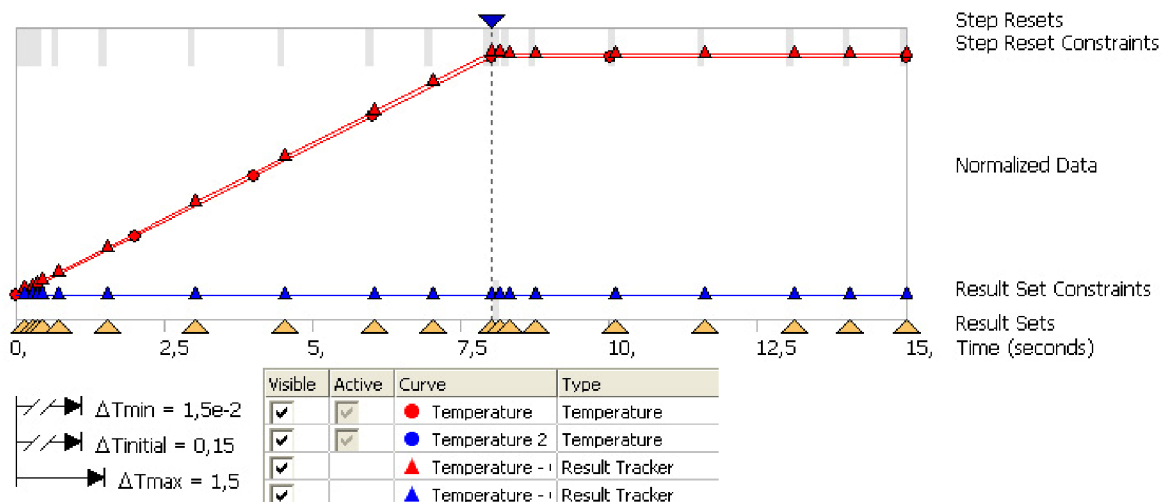 Step Resets
Step Reset Constraints
Normalized Data
Result Set Constraints
Result Sets
0, 2,5 5, 7,5 10, 12,5 15, Time (seconds)
ΔTmin = 1,5e-2
ΔTinitial = 0,15
ΔTmax = 1,5
Visible Active Curve Type
Temperature Temperature
Temperature 2 Temperature
Temperature - Result Tracker
Temperature - Result Tracker